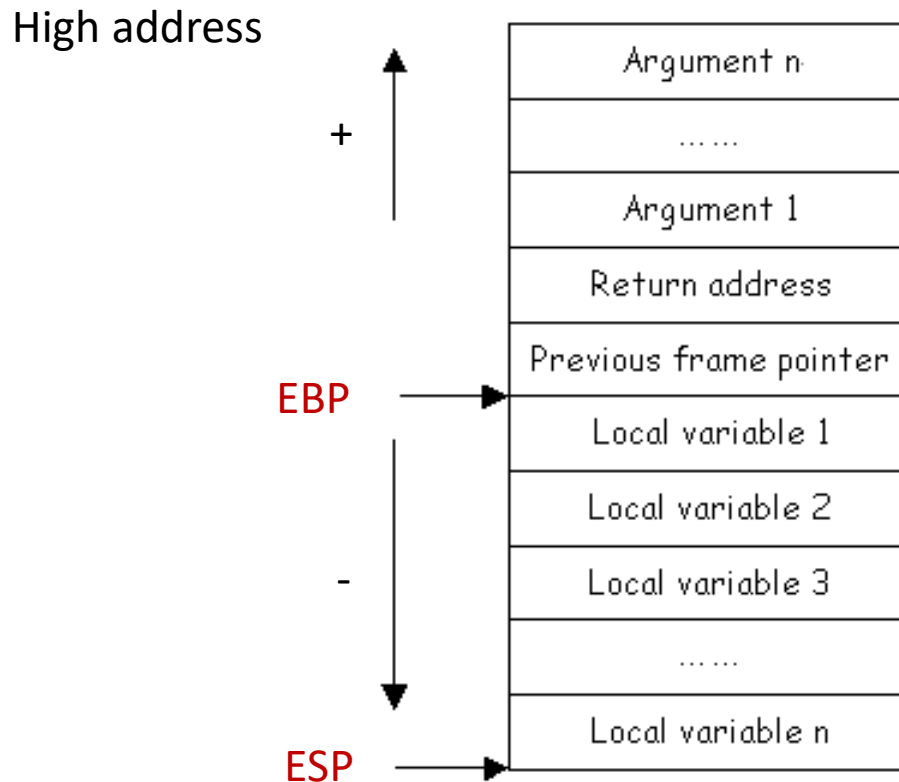 High address
Argument n
+
... ...
Argument 1
Return address
Previous frame pointer
EBP
Local variable 1
Local variable 2
-
Local variable 3
... ...
Local variable n
ESP